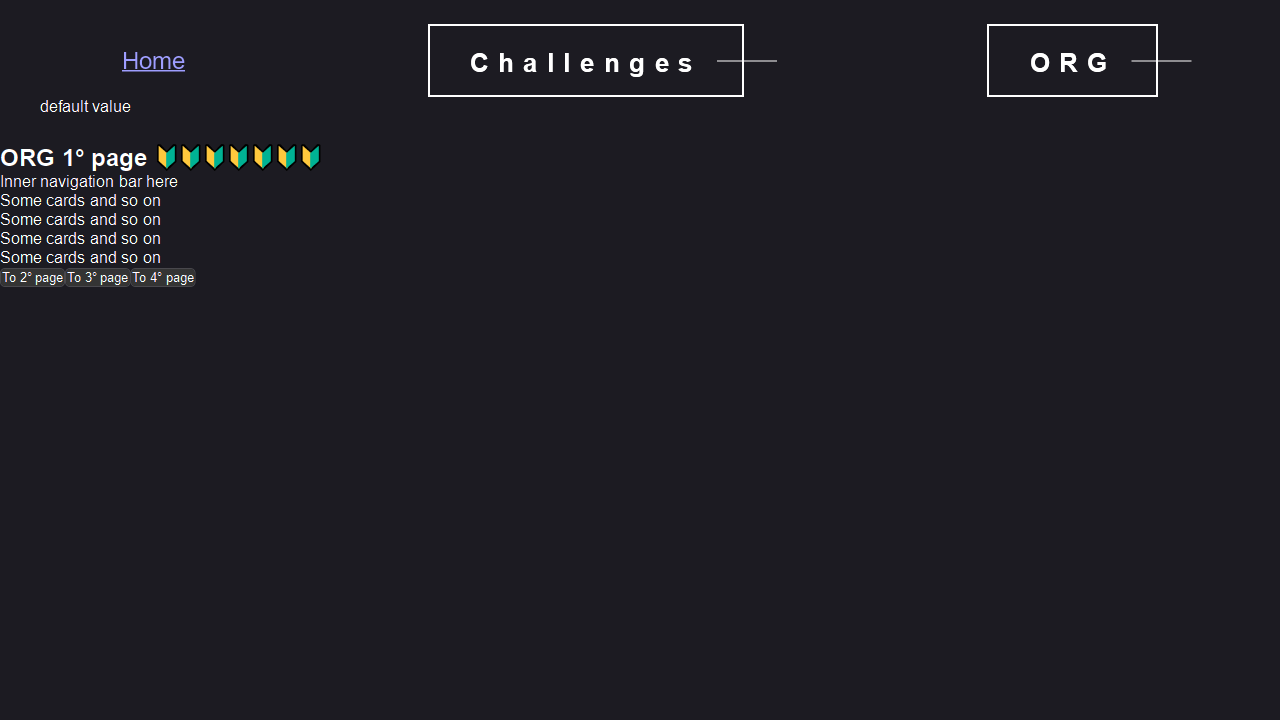 Home
Challenges
ORG
default value
ORG 1° page 🔰🔰🔰🔰🔰🔰🔰
Inner navigation bar here
Some cards and so on
Some cards and so on
Some cards and so on
Some cards and so on
To 2° page To 3° page To 4° page